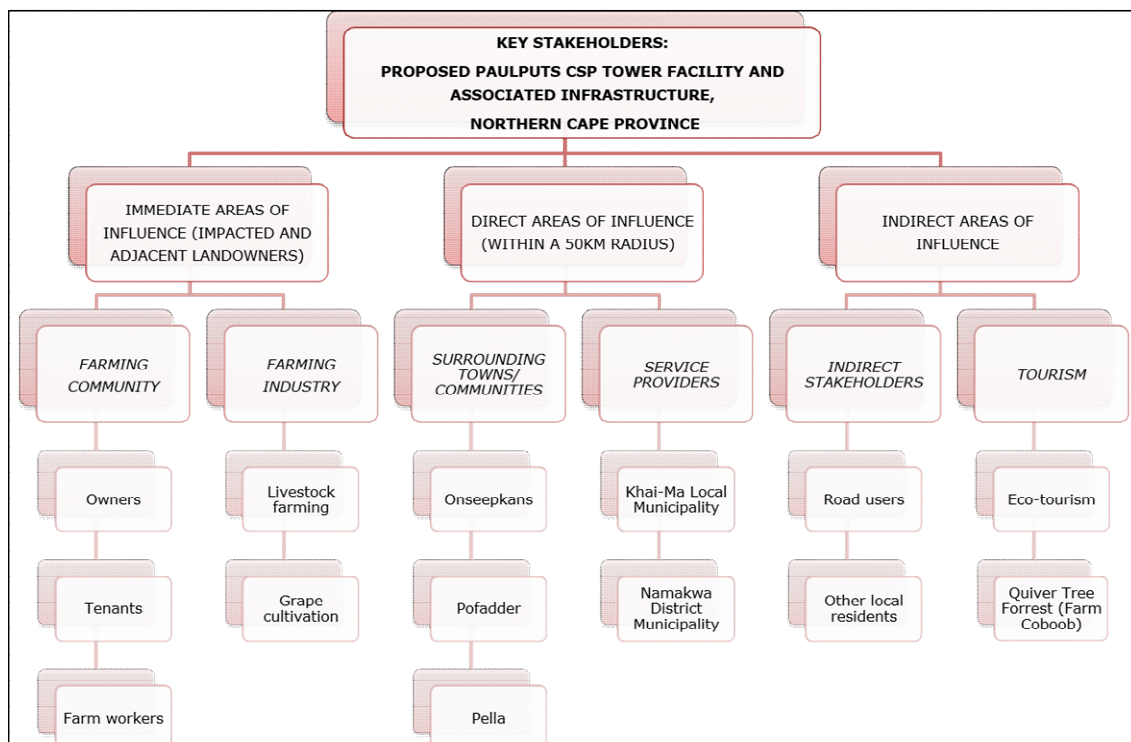 KEY STAKEHOLDERS:
PROPOSED PAULPUTS CSP TOWER FACILITY AND
ASSOCIATED INFRASTRUCTURE,
NORTHERN CAPE PROVINCE
IMMEDIATE AREAS OF
INFLUENCE (IMPACTED AND
ADJACENT LANDOWNERS)
DIRECT AREAS OF INFLUENCE
(WITHIN A 50KM RADIUS)
INDIRECT AREAS OF
INFLUENCE
FARMING
COMMUNITY
FARMING
INDUSTRY
SURROUNDING
TOWNS/
COMMUNITIES
SERVICE
PROVIDERS
INDIRECT
STAKEHOLDERS
TOURISM
Owners
Livestock
farming
Onseepkans
Khai-Ma Local
Municipality
Road users
Eco-tourism
Tenants
Grape
cultivation
Pofadder
Namakwa
District
Municipality
Other local
residents
Quiver Tree
Forrest (Farm
Coboob)
Farm workers
Pella